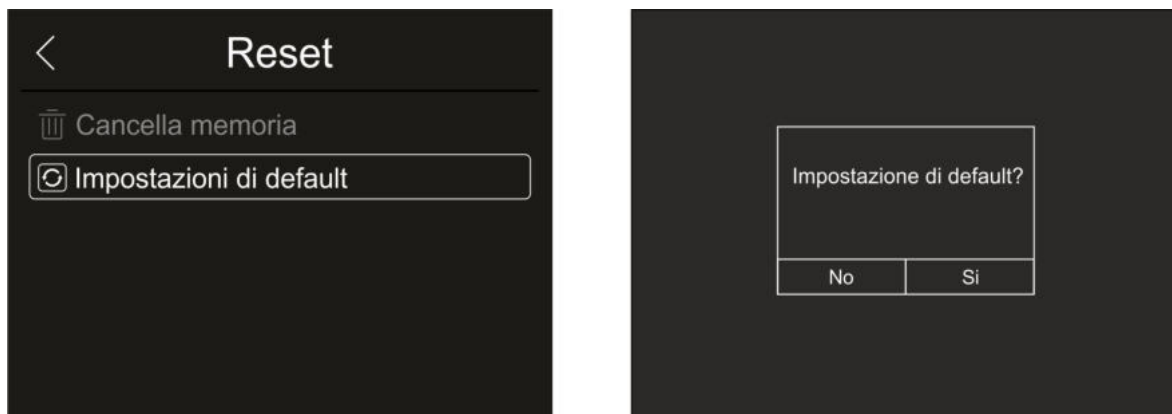 Reset
Cancella memoria
Impostazioni di default
Impostazione di default?
No
Si